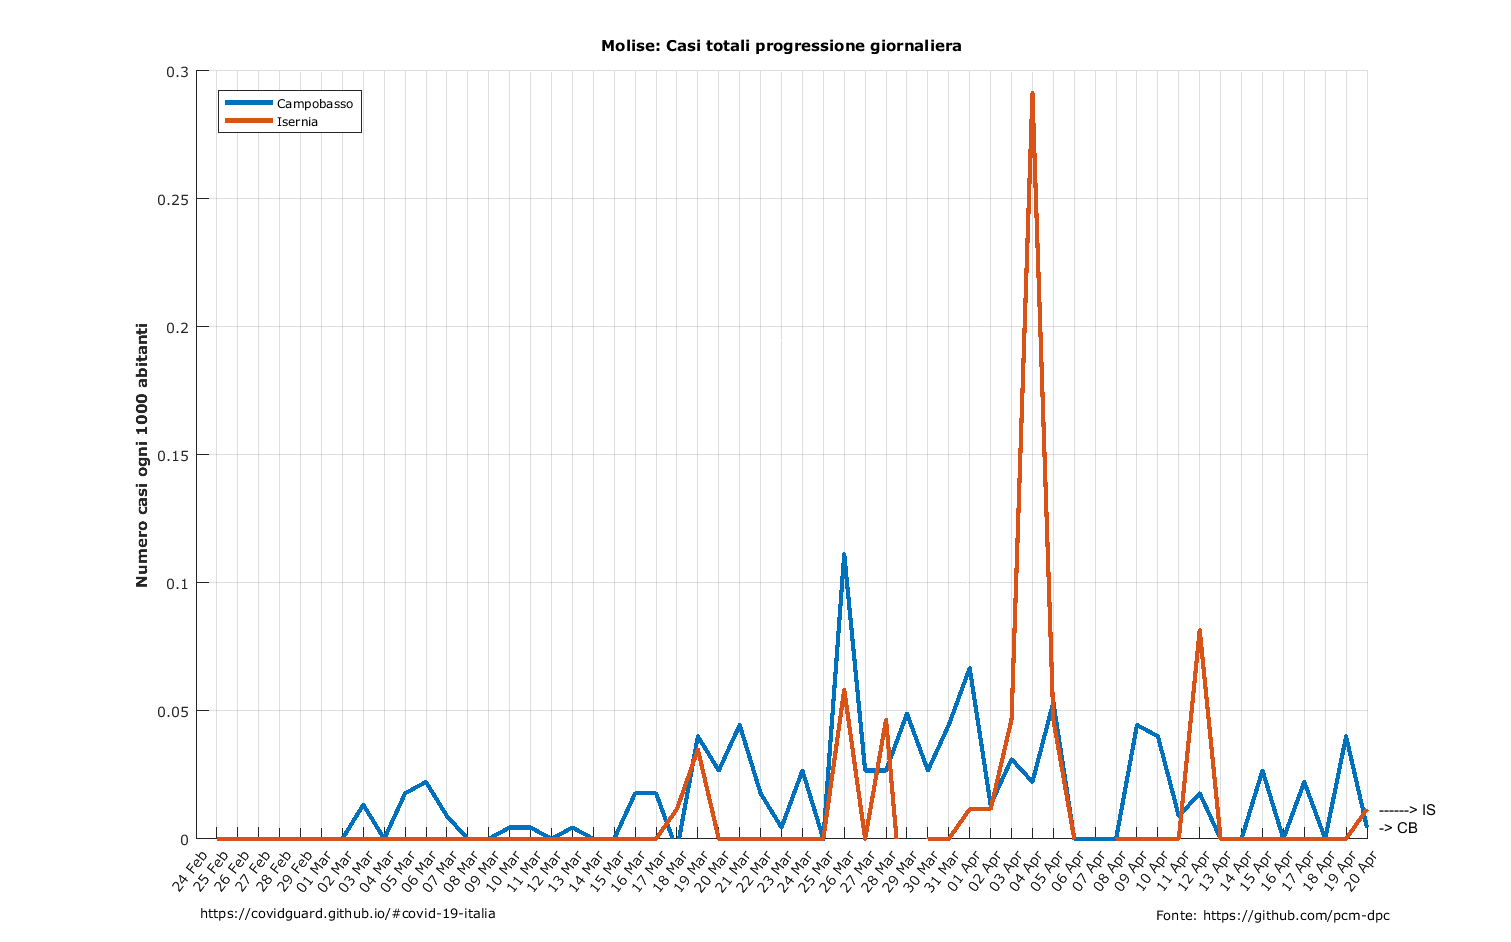 Molise: Casi totali progressione giornaliera
Campobasso
Isernia
Numero casi ogni 1000 abitanti
0.3
0.25
0.2
0.15
0.1
0.05
0
24 Feb
25 Feb
26 Feb
27 Feb
28 Feb
29 Feb
01 Mar
02 Mar
03 Mar
04 Mar
05 Mar
06 Mar
07 Mar
08 Mar
09 Mar
10 Mar
11 Mar
12 Mar
13 Mar
14 Mar
15 Mar
16 Mar
17 Mar
18 Mar
19 Mar
20 Mar
21 Mar
22 Mar
23 Mar
24 Mar
25 Mar
26 Mar
27 Mar
28 Mar
29 Mar
30 Mar
31 Mar
01 Apr
02 Apr
03 Apr
04 Apr
05 Apr
06 Apr
07 Apr
08 Apr
09 Apr
10 Apr
11 Apr
12 Apr
13 Apr
14 Apr
15 Apr
16 Apr
17 Apr
18 Apr
19 Apr
20 Apr
------> IS
-> CB
https://covidguard.github.io/#covid-19-italia
Fonte: https://github.com/pcm-dpc